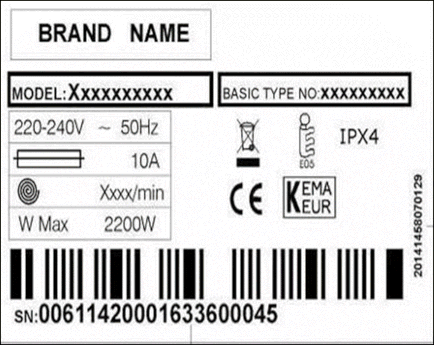 BRAND NAME
MODEL:Xxxxxxxxxx
BASIC TYPE NO:xxxxxxxxx
220-240V ~ 50Hz
10A
Xxxx/min
W Max 2200W
E05
IPX4
CE
KEMA
EUR
20141458070129
SN:00611420001633600045